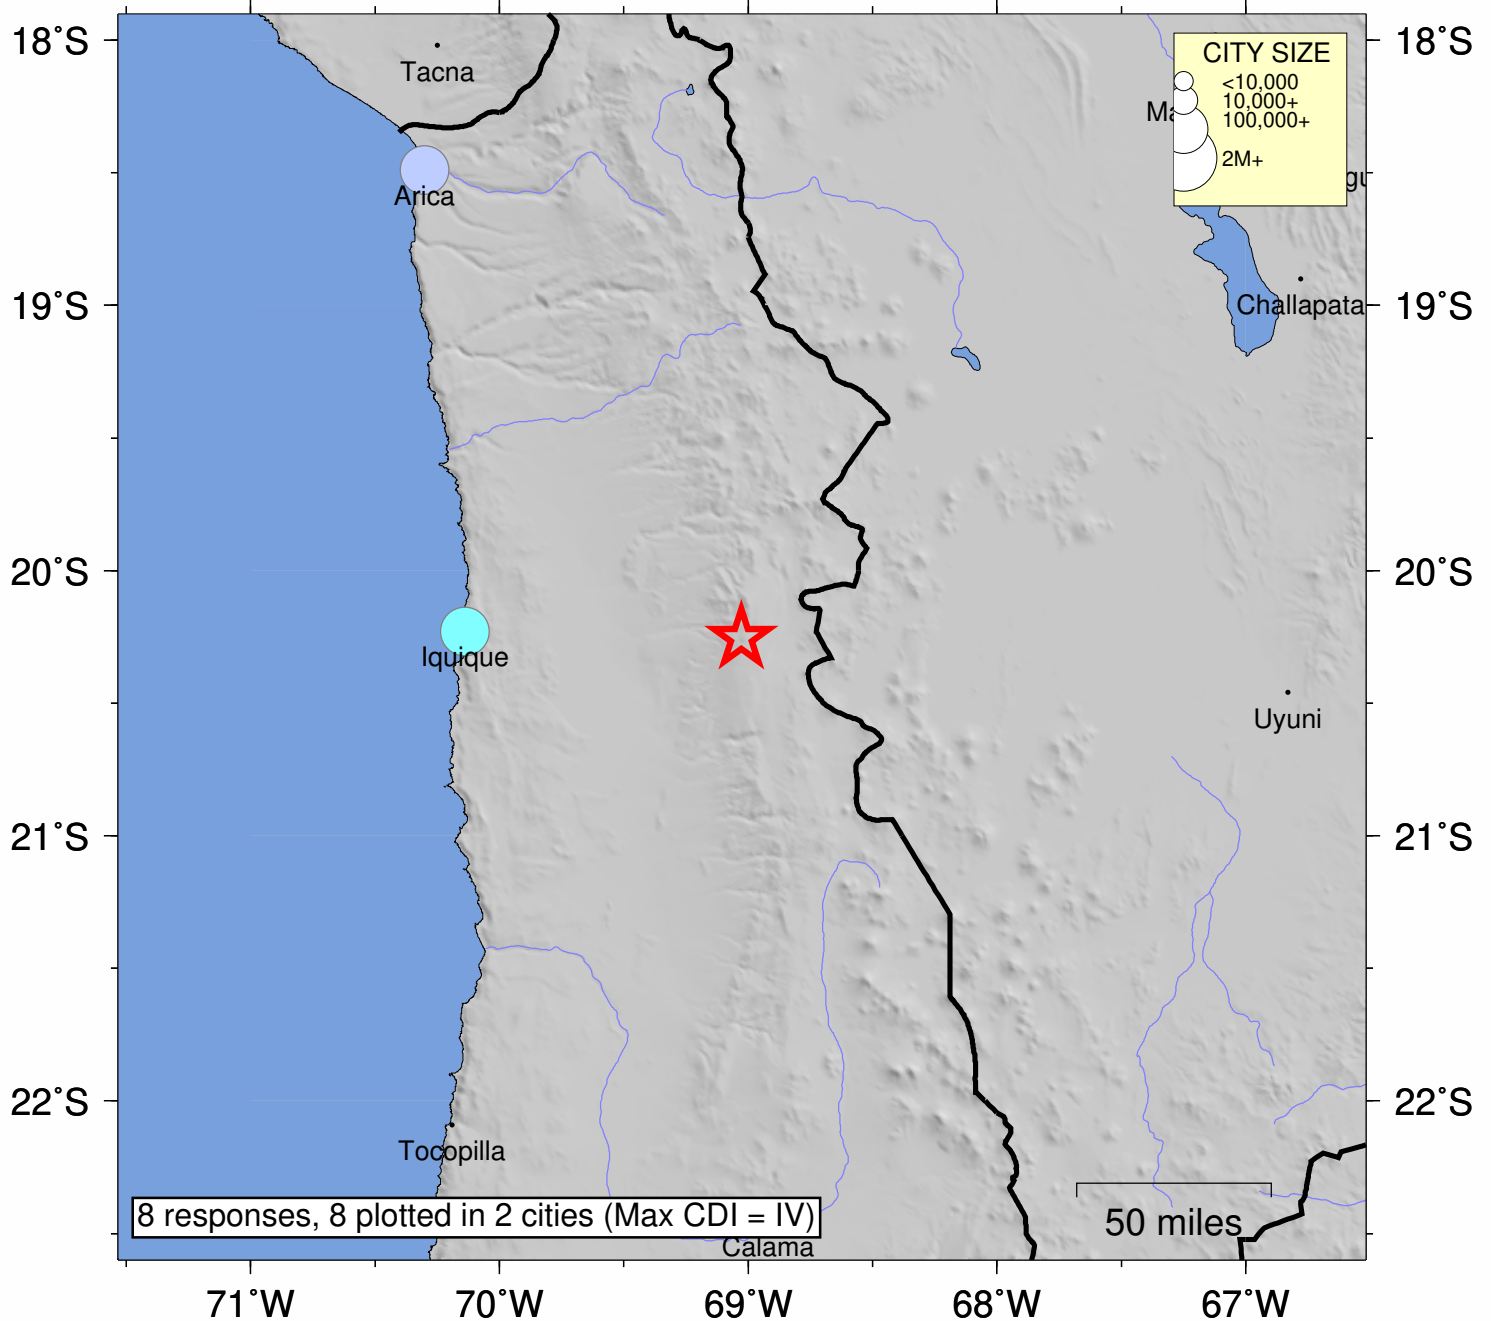 18°S
18°S
Tacna
CITY SIZE
<10,000
10,000+
100,000+
2M+
Arica
19°S
Challapata
19°S
20°S
20°S
Iquique
Uyuni
21°S
21°S
22°S
22°S
Tocopilla
8 responses, 8 plotted in 2 cities (Max CDI = IV)
50 miles
Calama
71°W
70°W
69°W
68°W
67°W